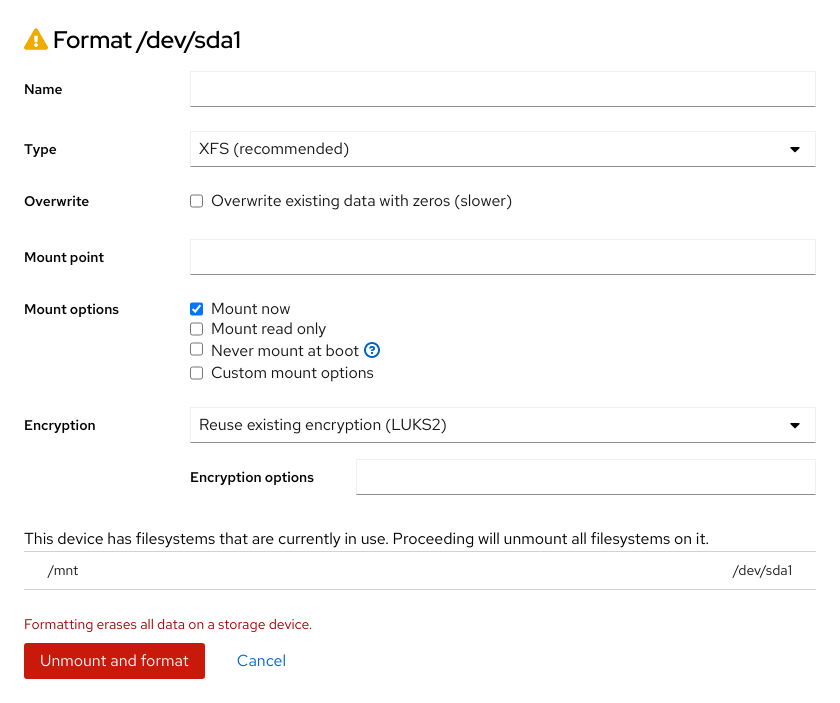 Format /dev/sda1
Name
Type
XFS (recommended)
Overwrite
Overwrite existing data with zeros (slower)
Mount point
Mount options
Mount now
Mount read only
Never mount at boot
Custom mount options
Encryption
Reuse existing encryption (LUKS2)
Encryption options
This device has filesystems that are currently in use. Proceeding will unmount all filesystems on it.
/mnt /dev/sda1
Formatting erases all data on a storage device.
Unmount and format Cancel